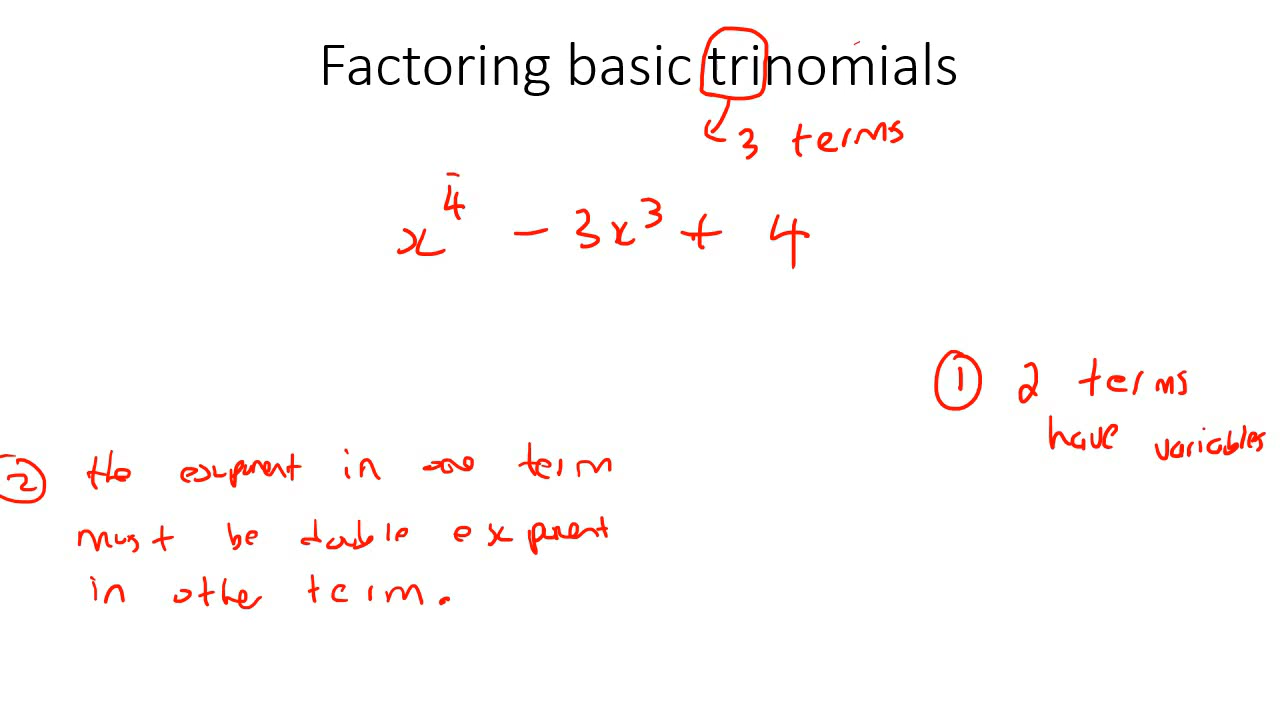 Factoring basic trinomials
3 terms
x⁴ - 3x³ + 4
① 2 terms
have variables
② the exponent in one term
must be double exponent
in other term.